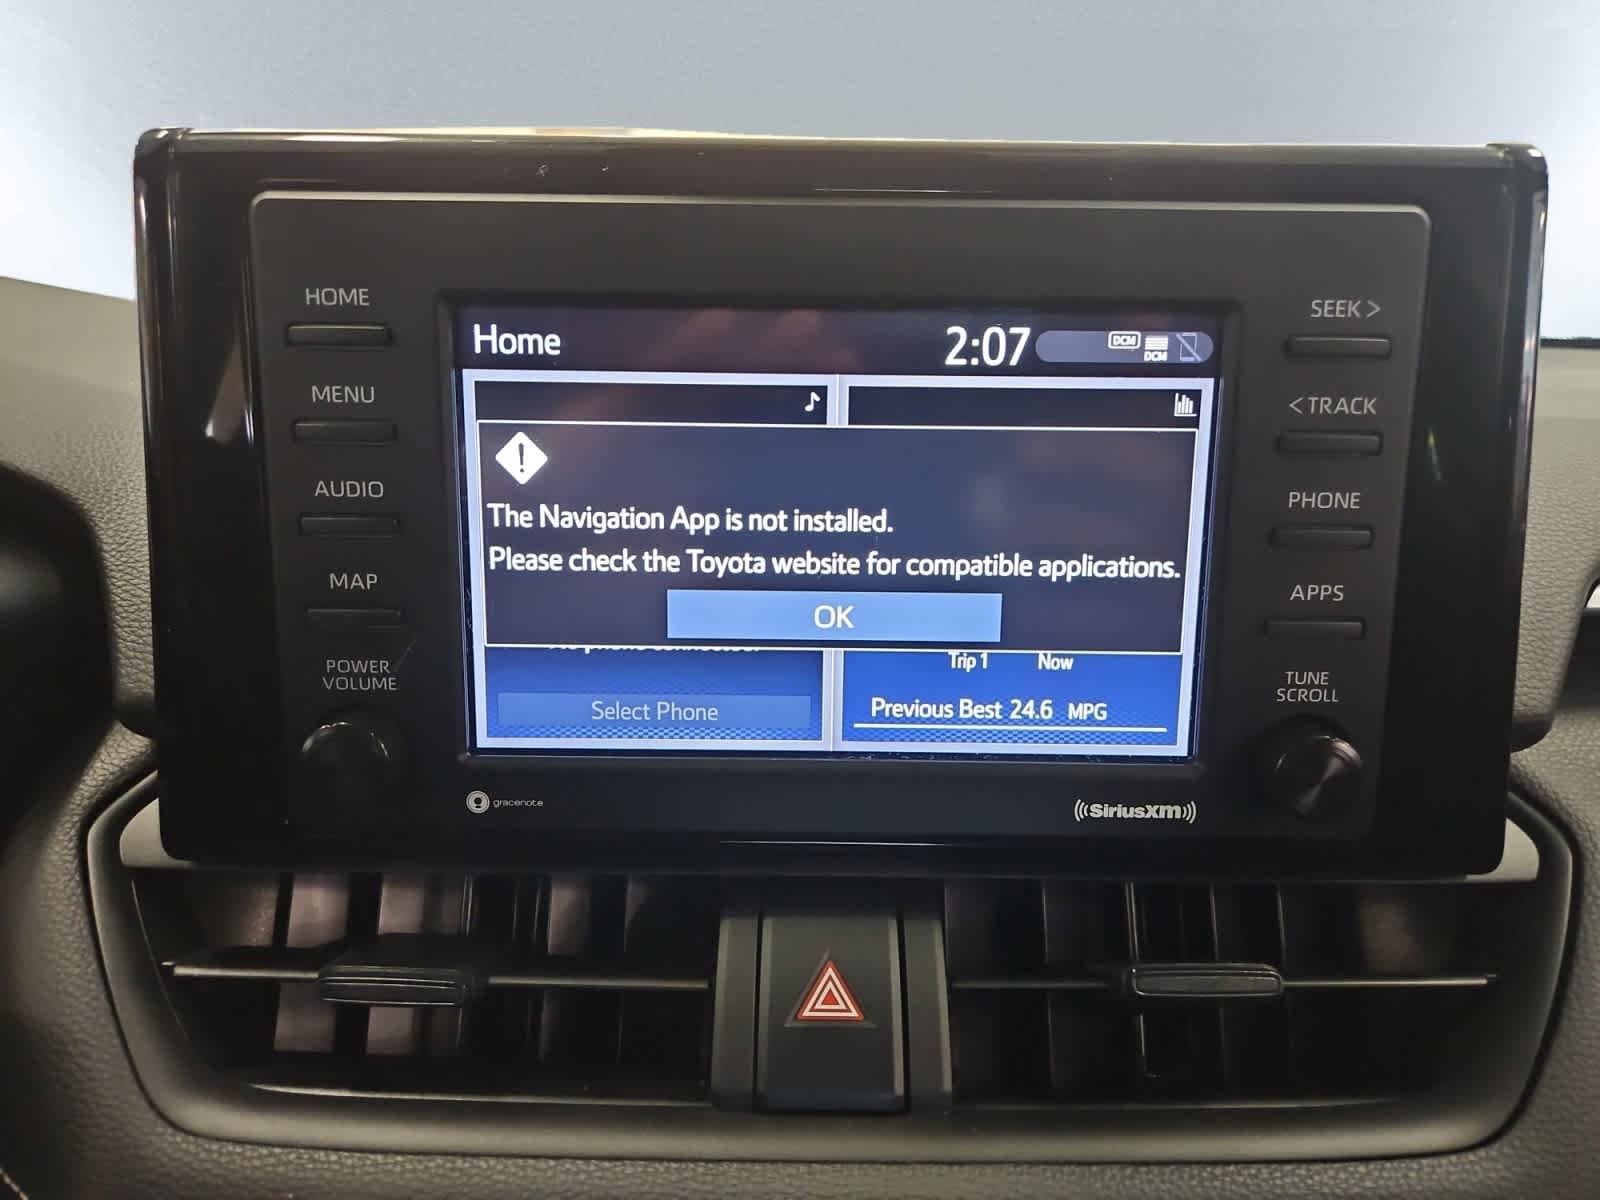 HOME
MENU
AUDIO
MAP
POWER
VOLUME
Home
2:07
DCM
DCM
The Navigation App is not installed.
Please check the Toyota website for compatible applications.
OK
Select Phone
Trip 1 Now
Previous Best 24.6 MPG
gracenote
((SiriusXM))
SEEK >
< TRACK
PHONE
APPS
TUNE
SCROLL